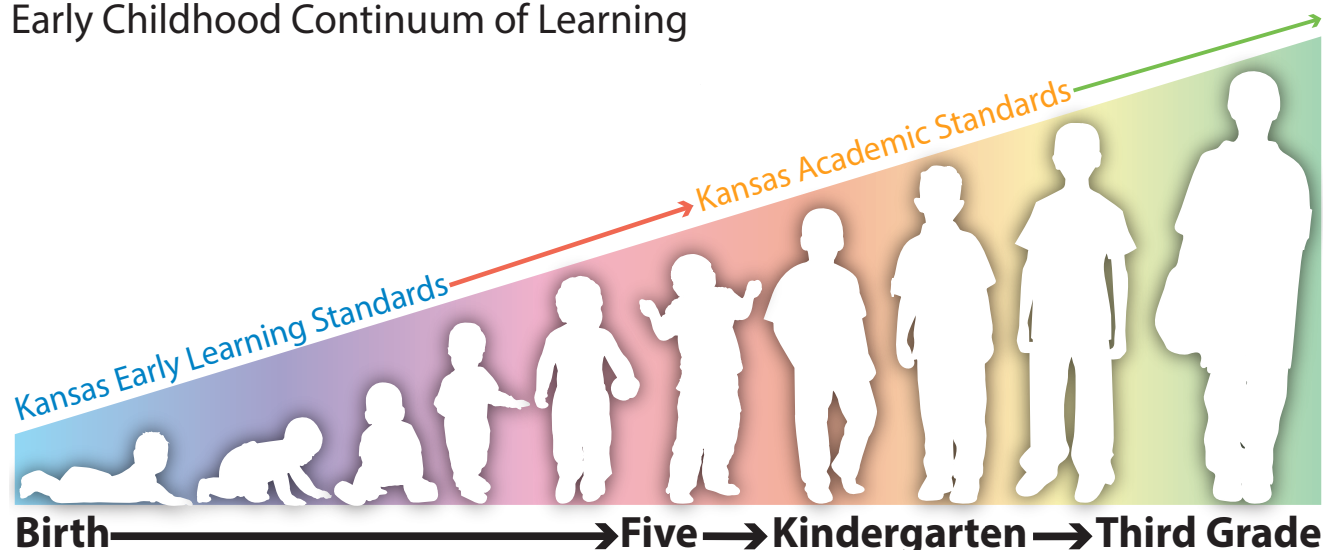 Early Childhood Continuum of Learning
Kansas Early Learning Standards
Kansas Academic Standards
Birth Five Kindergarten Third Grade